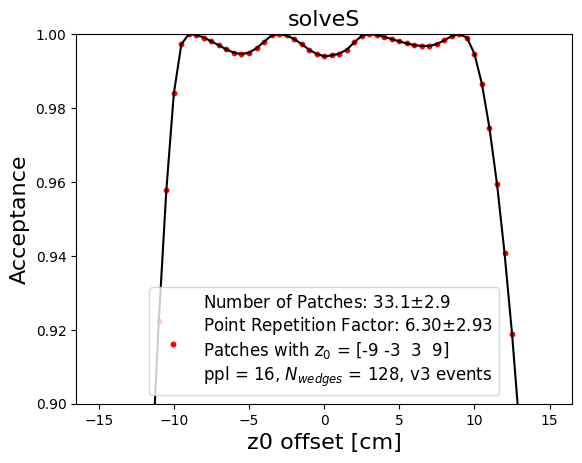 solveS
1.00
0.98
0.96
0.94
0.92
0.90
Acceptance
Number of Patches: 33.1±2.9
Point Repetition Factor: 6.30±2.93
Patches with z₀ = [-9 -3 3 9]
ppl = 16, N_wedges = 128, v3 events
−15 −10 −5 0 5 10 15
z0 offset [cm]